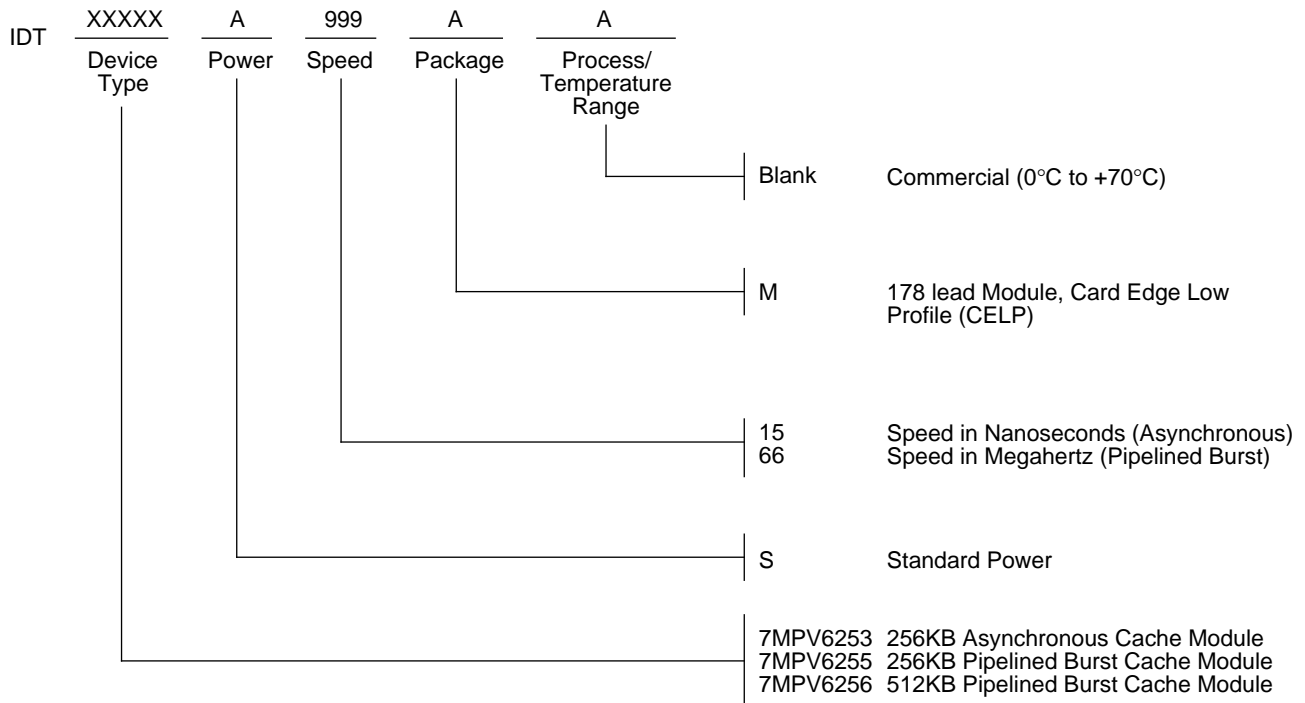 IDT XXXXX A 999 A A
Device Type Power Speed Package Process/ Temperature Range
Blank Commercial (0°C to +70°C)
M 178 lead Module, Card Edge Low
Profile (CELP)
15 Speed in Nanoseconds (Asynchronous)
66 Speed in Megahertz (Pipelined Burst)
S Standard Power
7MPV6253 256KB Asynchronous Cache Module
7MPV6255 256KB Pipelined Burst Cache Module
7MPV6256 512KB Pipelined Burst Cache Module